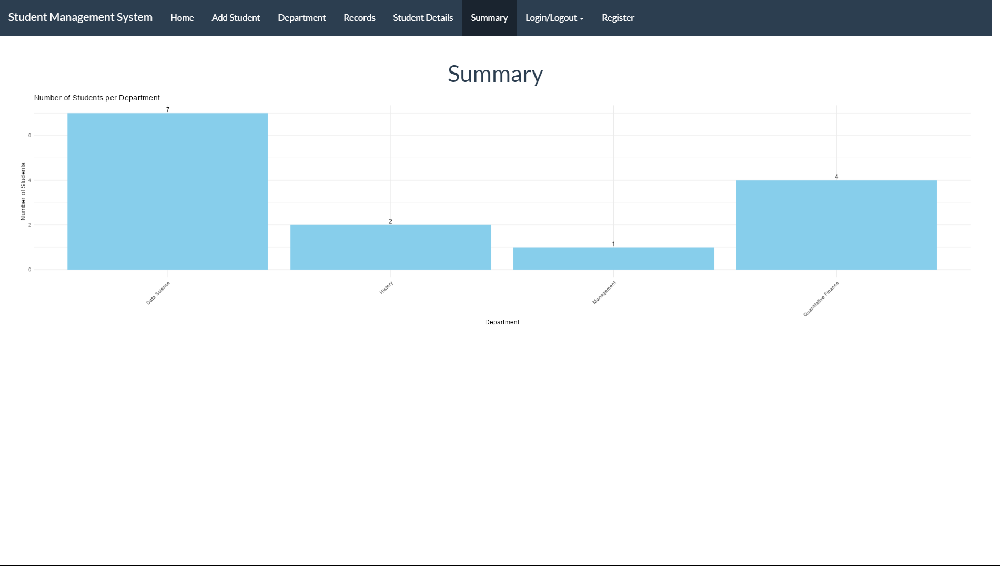 Student Management System Home Add Student Department Records Student Details Summary Login/Logout Register
Summary
Number of Students per Department
7
6
Number of Students
4
4
2
2
1
0
Data Science History Management Quantitative Finance
Department